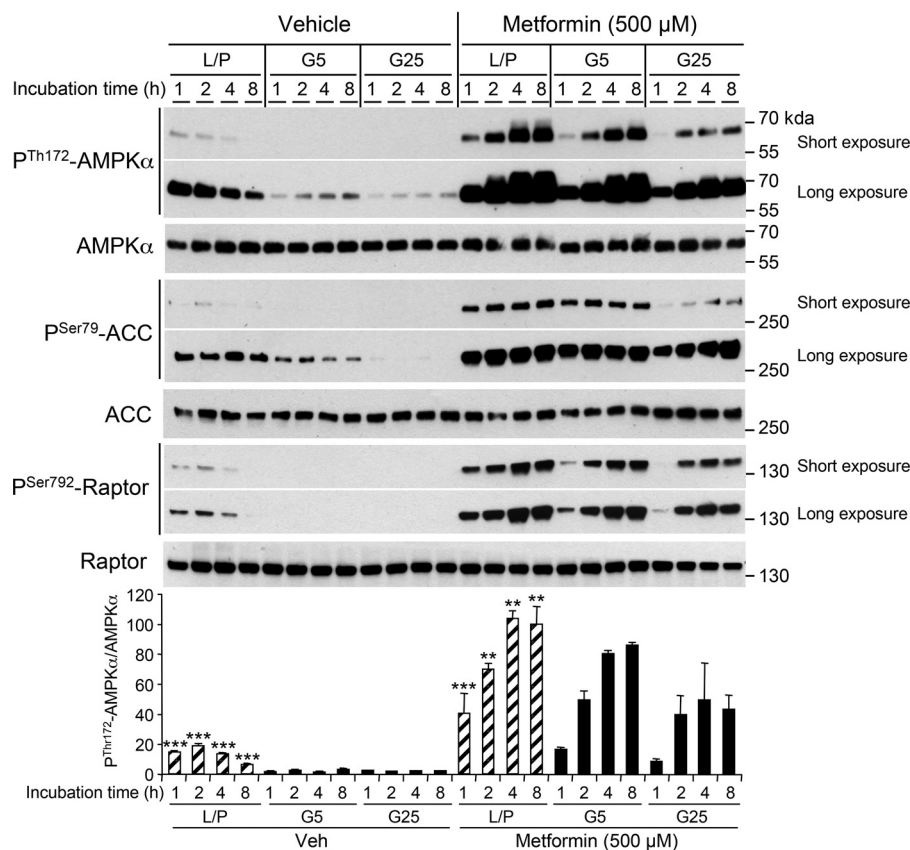 Vehicle Metformin (500 µM)
L/P G5 G25 L/P G5 G25
Incubation time (h) 1 2 4 8 1 2 4 8 1 2 4 8 1 2 4 8 1 2 4 8 1 2 4 8
70 kda
P^Th172-AMPKα Short exposure
55
70
Long exposure
55
AMPKα 70
55
P^Ser79-ACC Short exposure
250
Long exposure
250
ACC
250
P^Ser792-Raptor 130 Short exposure
130 Long exposure
Raptor 130
P^Thr172-AMPKα/AMPKα
120
100
80
60
40
20
0
*** *** *** *** *** ** ** **
Incubation time (h) 1 2 4 8 1 2 4 8 1 2 4 8 1 2 4 8 1 2 4 8 1 2 4 8
L/P G5 G25 L/P G5 G25
Veh Metformin (500 µM)